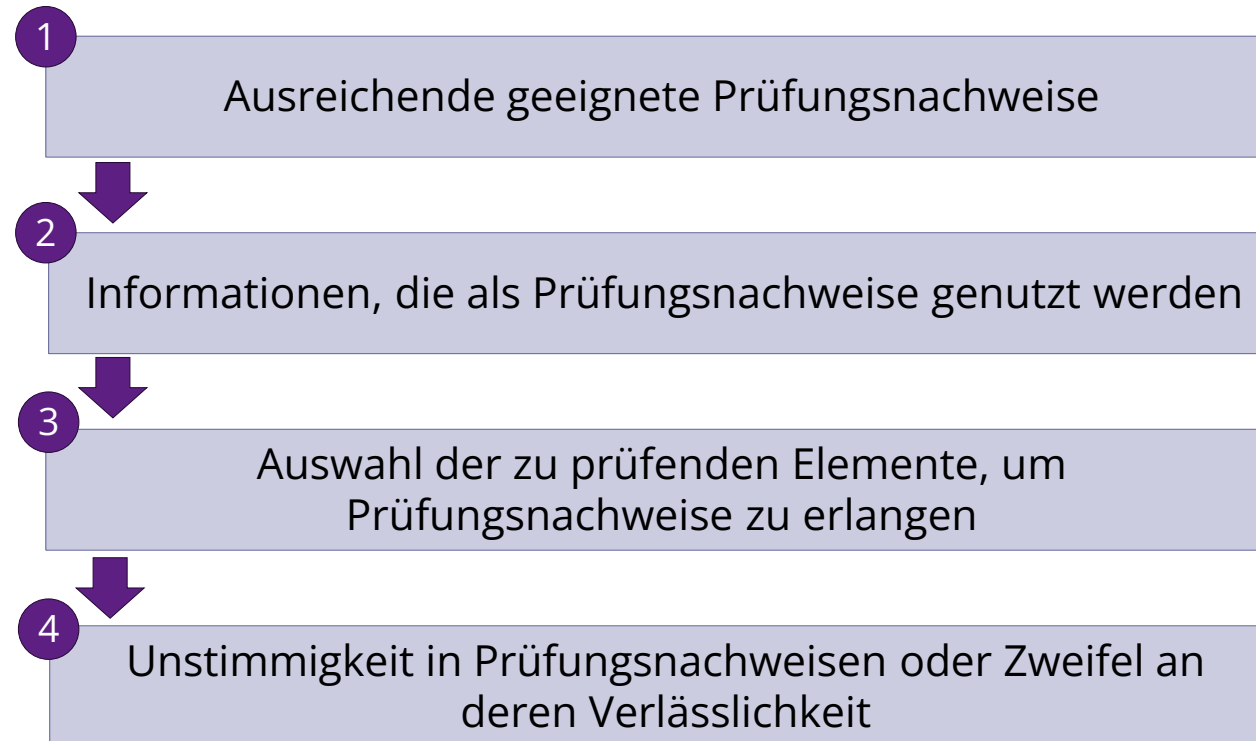 1
Ausreichende geeignete Prüfungsnachweise
2
Informationen, die als Prüfungsnachweise genutzt werden
3
Auswahl der zu prüfenden Elemente, um
Prüfungsnachweise zu erlangen
4
Unstimmigkeit in Prüfungsnachweisen oder Zweifel an
deren Verlässlichkeit